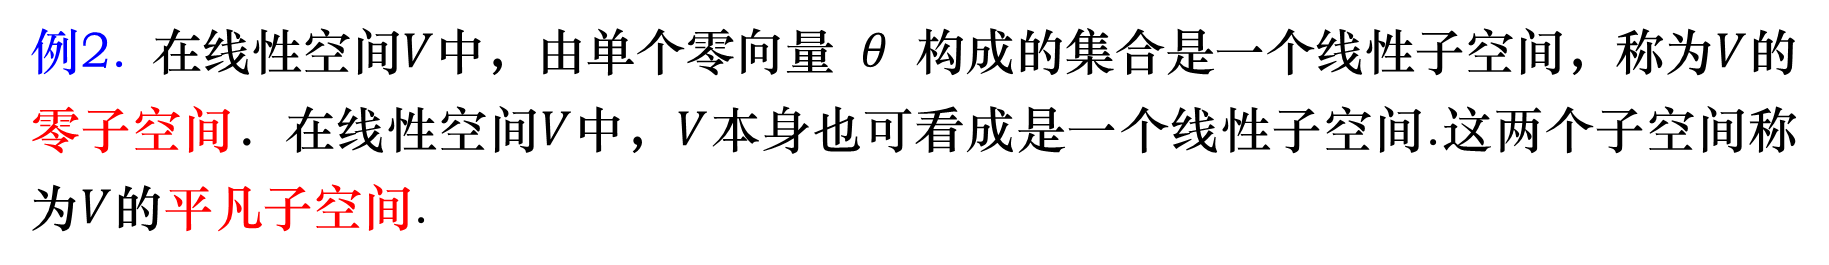 例2. 在线性空间V中，由单个零向量 θ 构成的集合是一个线性子空间，称为V的
零子空间．在线性空间V中，V本身也可看成是一个线性子空间.这两个子空间称
为V的平凡子空间.